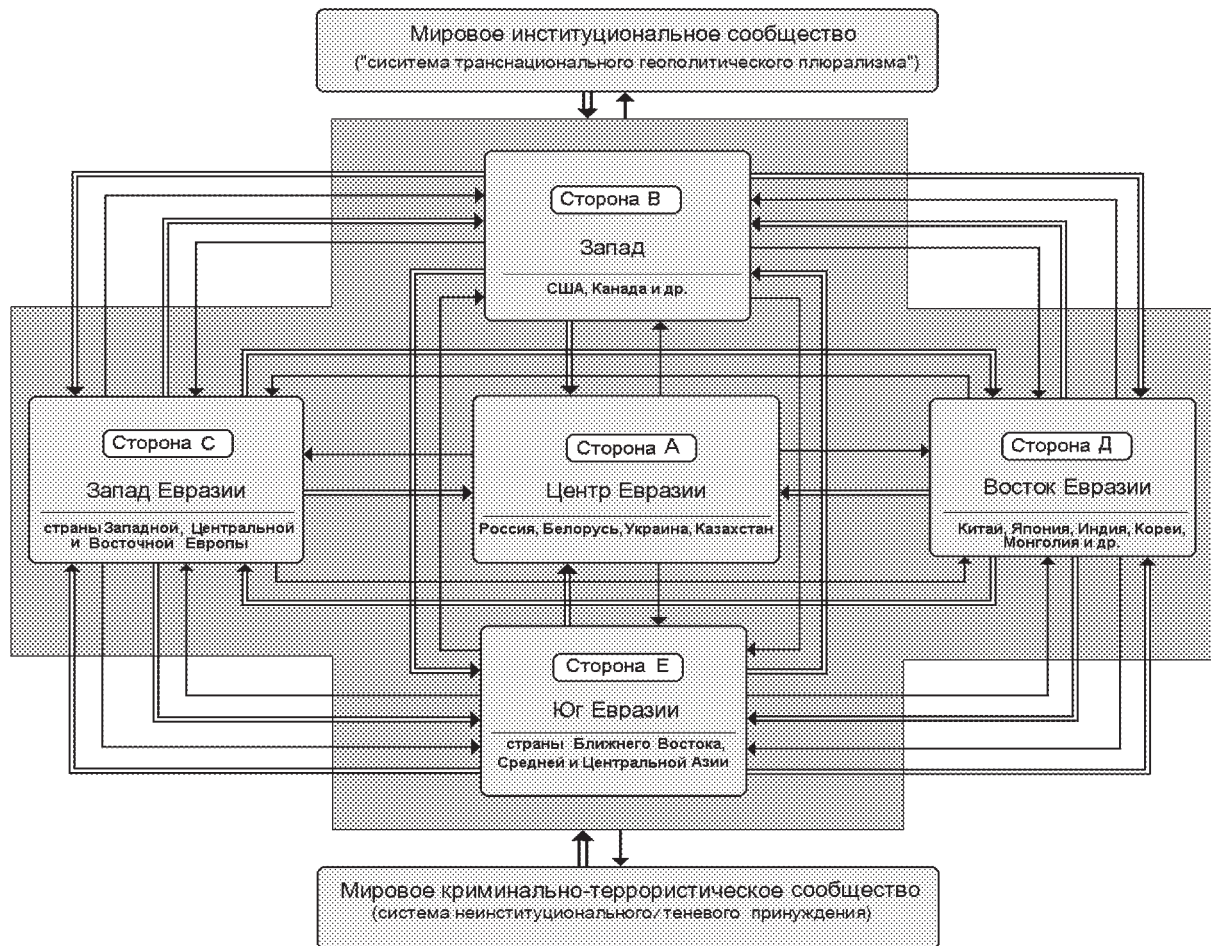 Мировое институциональное сообщество
("сиситема транснационального геополитического плюрализма")
Сторона В
Запад
США, Канада и др.
Сторона С
Запад Евразии
страны Западной, Центральной
и Восточной Европы
Сторона А
Центр Евразии
Россия, Белорусь, Украина, Казахстан
Сторона Д
Восток Евразии
Китай, Япония, Индия, Кореи,
Монголия и др.
Сторона Е
Юг Евразии
страны Ближнего Востока,
Средней и Центральной Азии
Мировое криминально-террористическое сообщество
(система неинституционального/теневого принуждения)